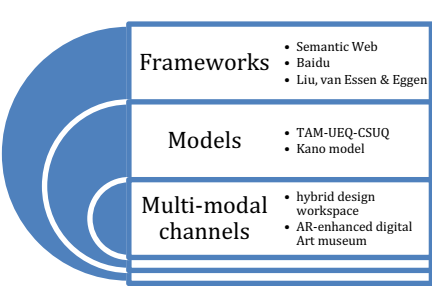 Frameworks
• Semantic Web
• Baidu
• Liu, van Essen & Eggen
Models
• TAM-UEQ-CSUQ
• Kano model
Multi-modal
channels
• hybrid design
workspace
• AR-enhanced digital
Art museum